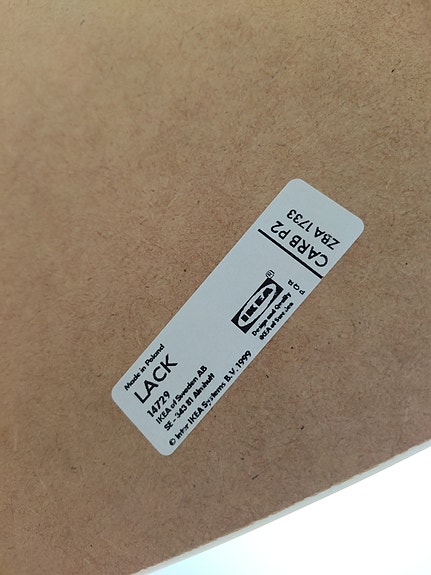 Made in Poland
LACK
14729
IKEA of Sweden AB
SE - 343 81 Älmhult
© Inter IKEA Systems B.V. 1999
IKEA®
Design and Quality
IKEA of Sweden
PQR
CARB P2
ZBA 1733